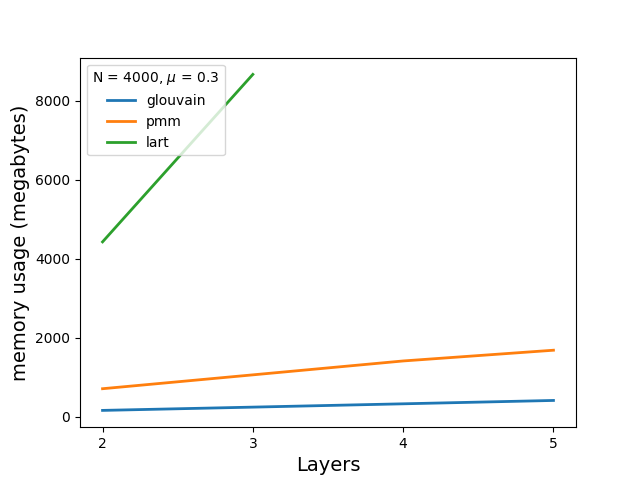 N = 4000, μ = 0.3
glouvain
pmm
lart
8000
6000
4000
2000
0
memory usage (megabytes)
2 3 4 5
Layers